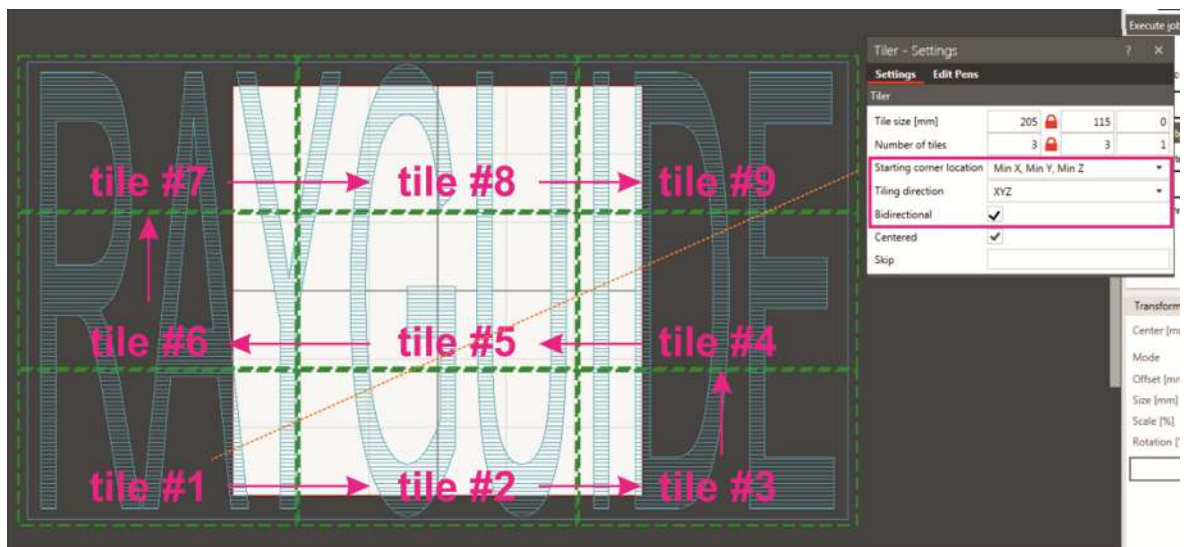 Execute job
Tiler - Settings ? ×
Settings Edit Pens
Tiler
Tile size [mm] 205 115 0
Number of tiles 3 3 1
Starting corner location Min X, Min Y, Min Z
Tiling direction XYZ
Bidirectional
Centered
Skip
RAYGUIDE
tile #7 tile #8 tile #9
tile #6 tile #5 tile #4
tile #1 tile #2 tile #3
Transform
Center [m
Mode
Offset [mm
Size [mm]
Scale [%]
Rotation [°